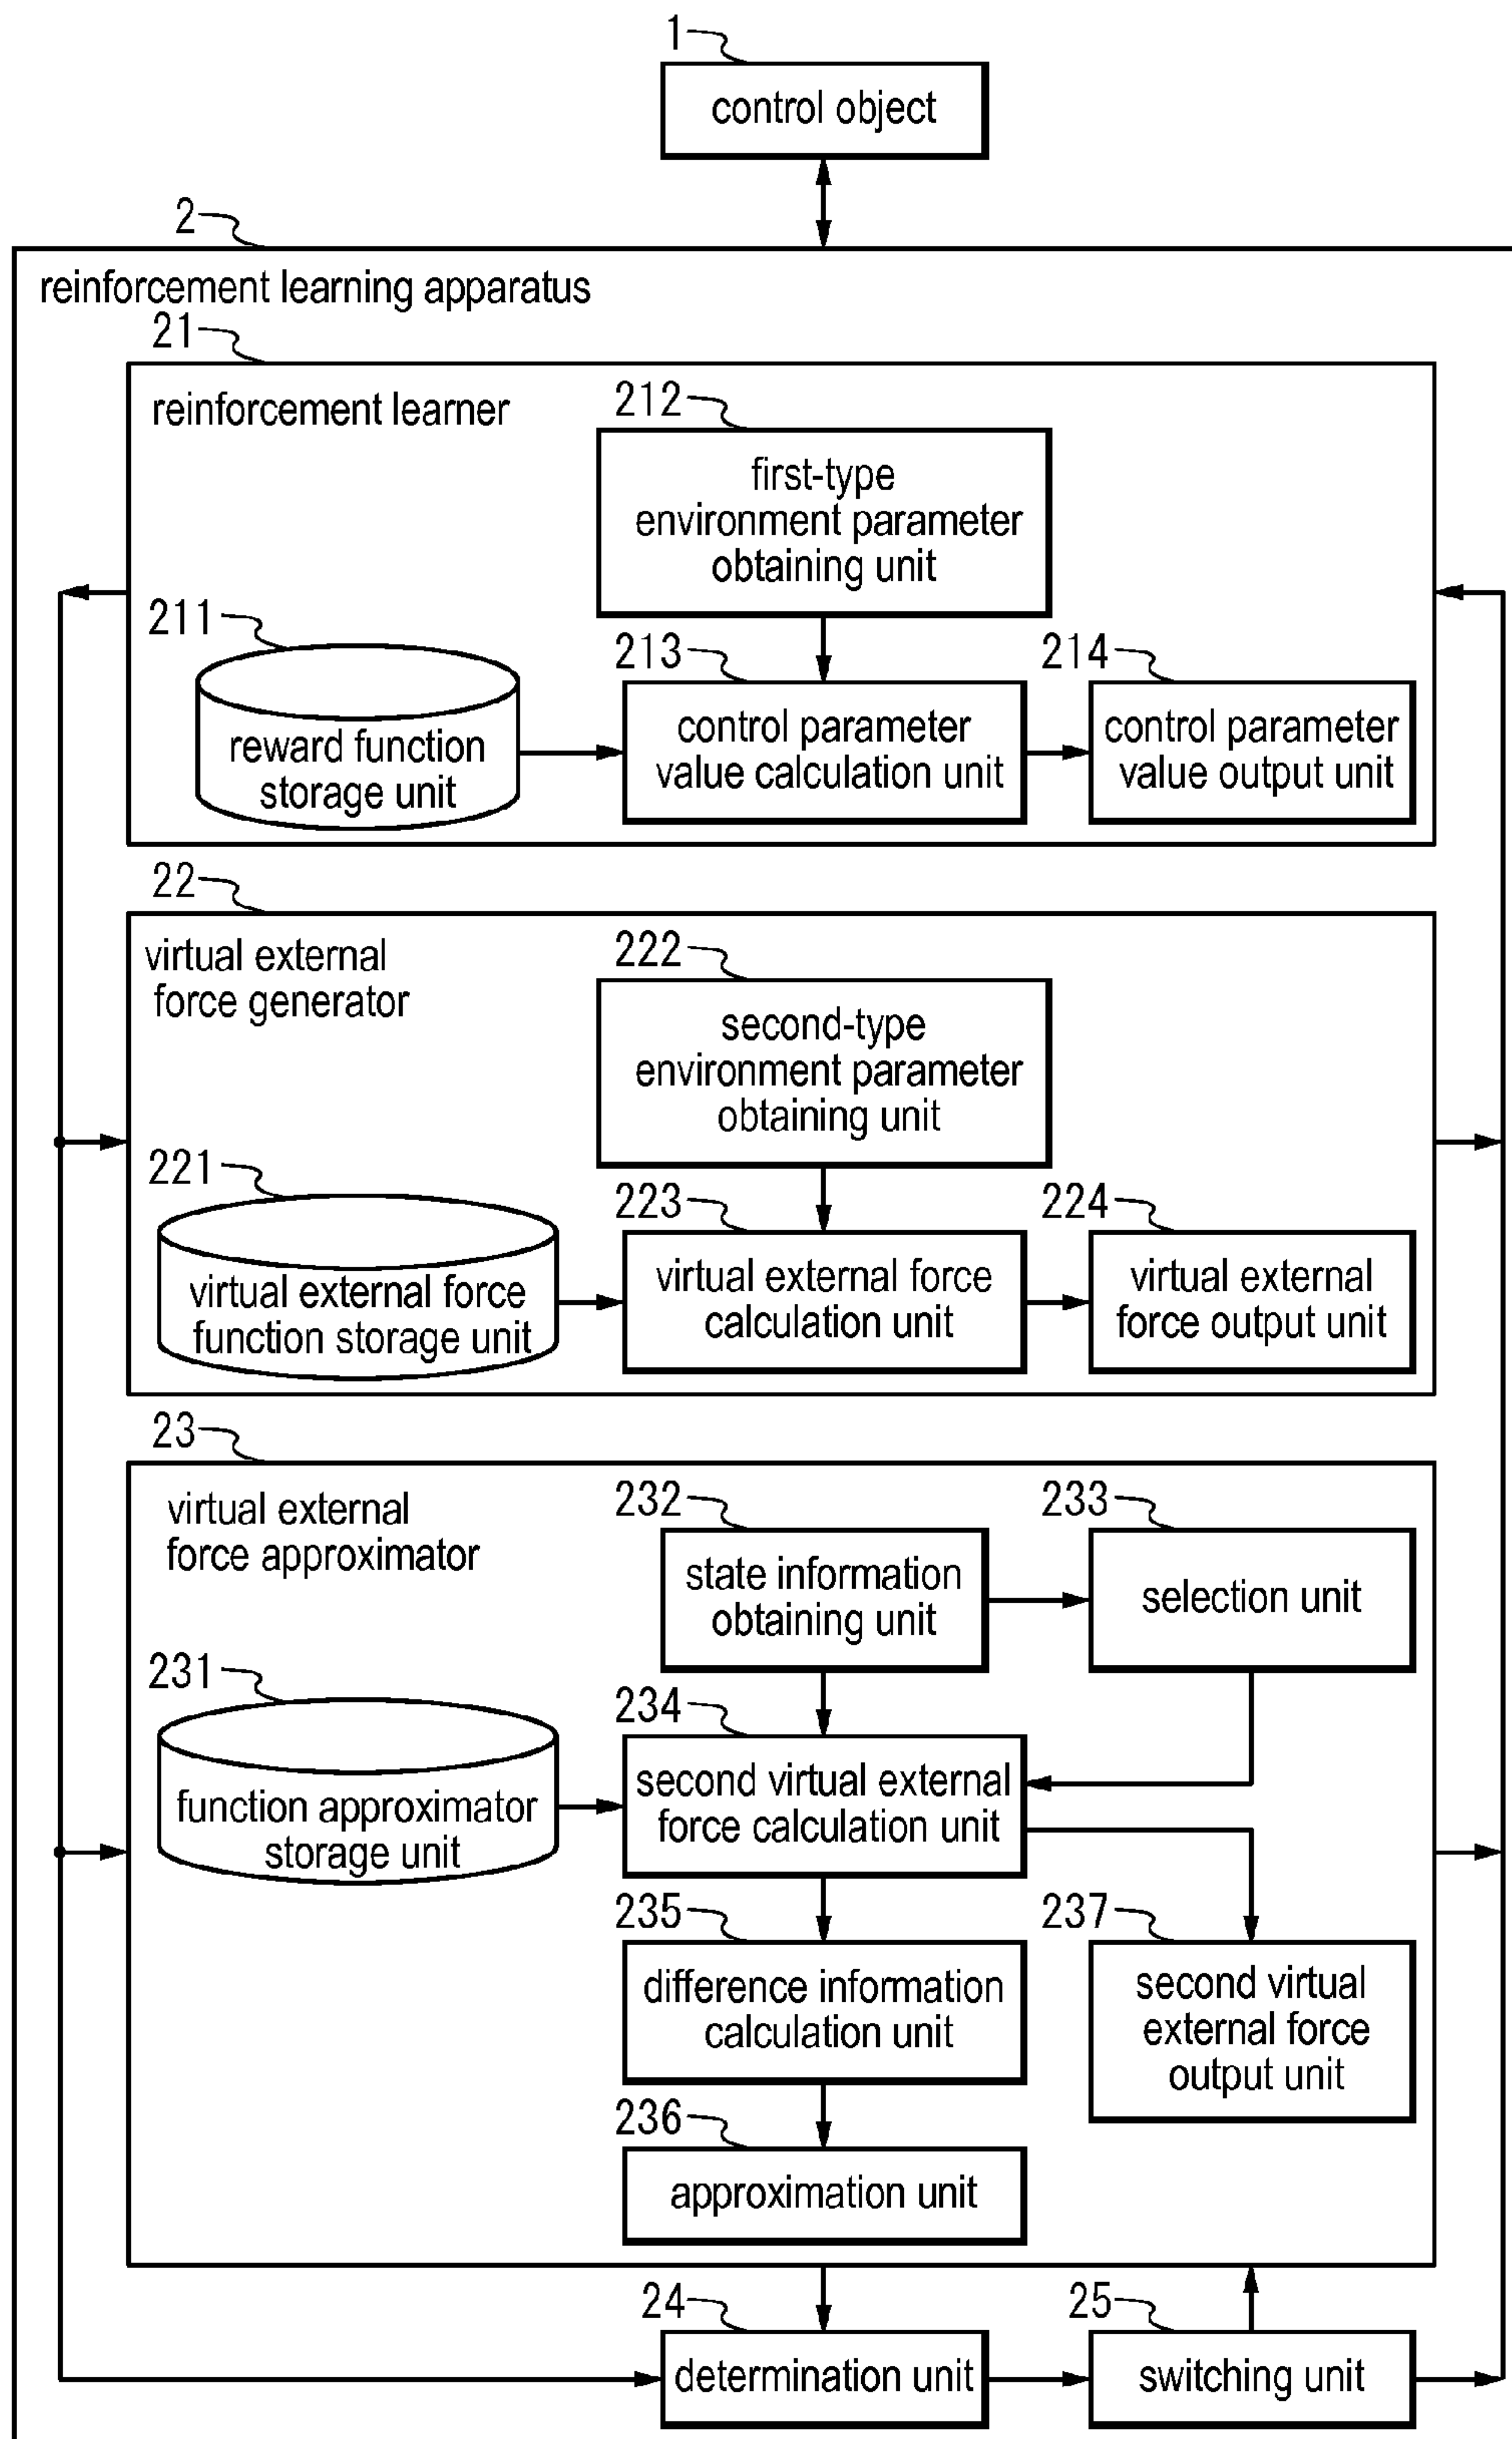 1
control object
2
reinforcement learning apparatus
21
reinforcement learner
212
first-type
environment parameter
obtaining unit
211
reward function
storage unit
213
control parameter
value calculation unit
214
control parameter
value output unit
22
virtual external
force generator
222
second-type
environment parameter
obtaining unit
221
virtual external force
function storage unit
223
virtual external force
calculation unit
224
virtual external
force output unit
23
virtual external
force approximator
232
state information
obtaining unit
233
selection unit
231
function approximator
storage unit
234
second virtual external
force calculation unit
235
difference information
calculation unit
237
second virtual
external force
output unit
236
approximation unit
24
determination unit
25
switching unit